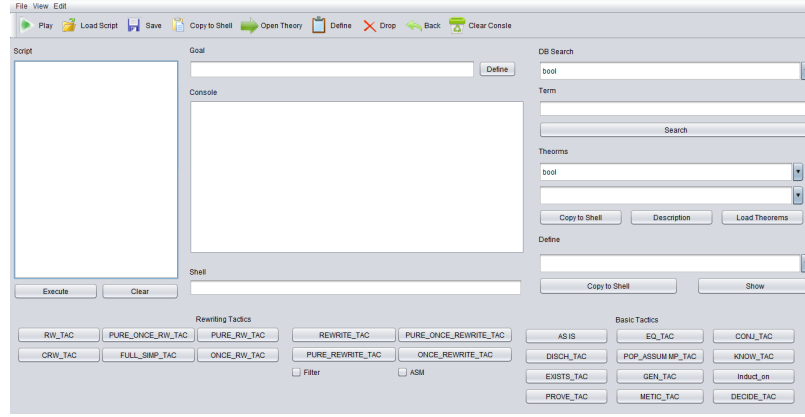 File View Edit
Play Load Script Save Copy to Shell Open Theory Define Drop Back Clear Consle
Script Goal DB Search
Define bool
Console Term
Search
Theorms
bool
Copy to Shell Description Load Theorems
Define
Shell
Execute Clear Copy to Shell Show
Rewriting Tactics Basic Tactics
RW_TAC PURE_ONCE_RW_TAC PURE_RW_TAC REWRITE_TAC PURE_ONCE_REWRITE_TAC AS IS EQ_TAC CONJ_TAC
CRW_TAC FULL_SIMP_TAC ONCE_RW_TAC PURE_REWRITE_TAC ONCE_REWRITE_TAC DISCH_TAC POP_ASSUM MP_TAC KNOW_TAC
Filter ASM EXISTS_TAC GEN_TAC Induct_on
PROVE_TAC METIC_TAC DECIDE_TAC